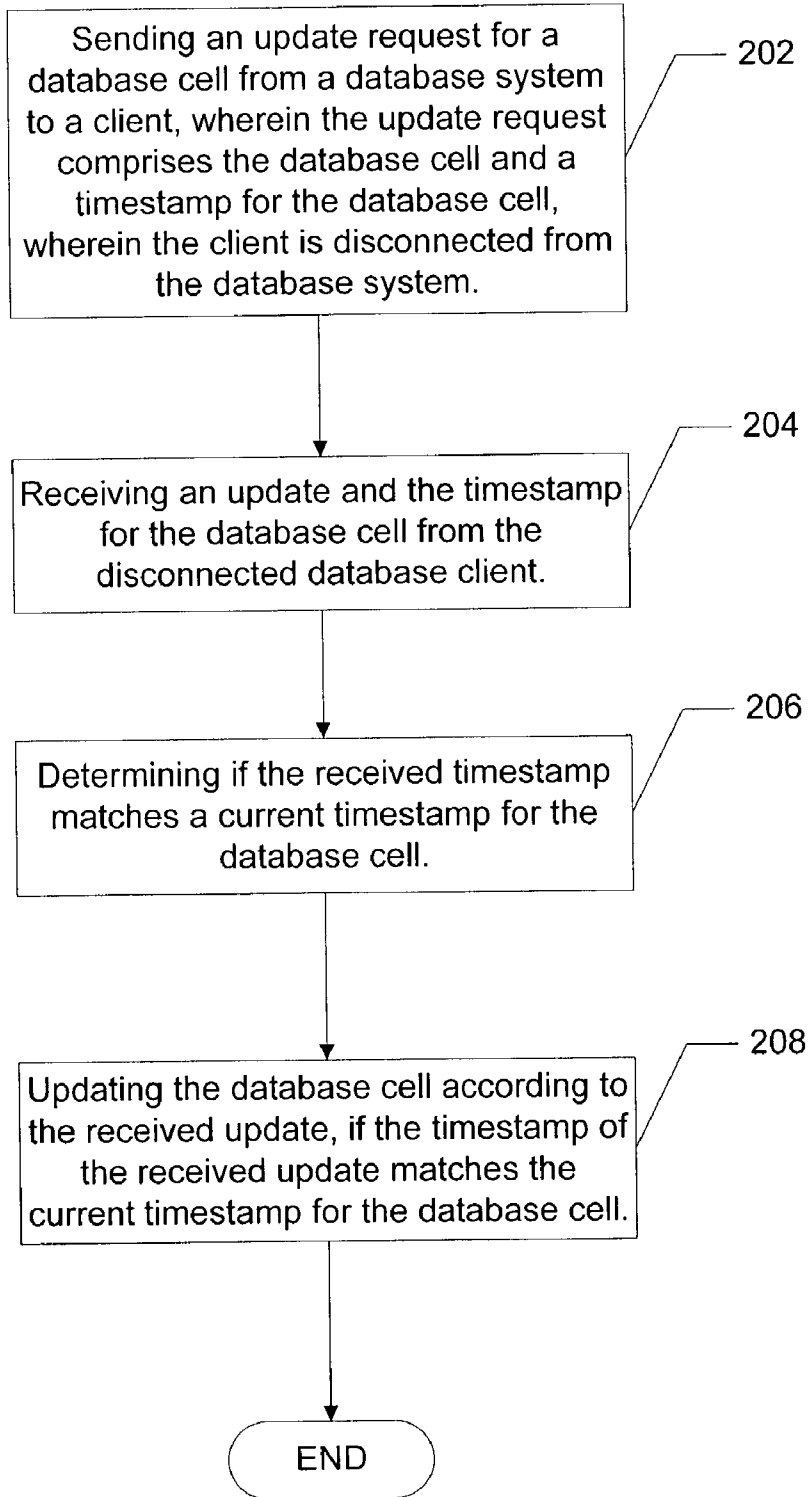 Sending an update request for a
database cell from a database system
to a client, wherein the update request
comprises the database cell and a
timestamp for the database cell,
wherein the client is disconnected from
the database system.
202
Receiving an update and the timestamp
for the database cell from the
disconnected database client.
204
Determining if the received timestamp
matches a current timestamp for the
database cell.
206
Updating the database cell according to
the received update, if the timestamp of
the received update matches the
current timestamp for the database cell.
208
END